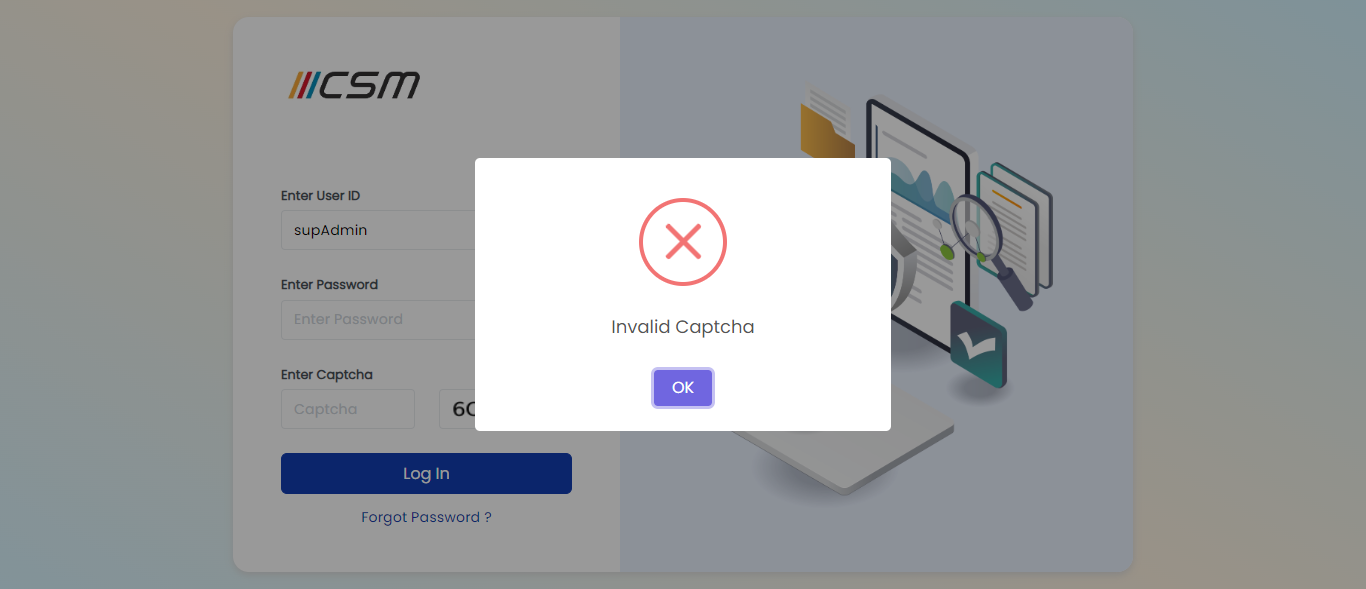 CSM
Enter User ID
supAdmin
Enter Password
Enter Password
Enter Captcha
Captcha
Invalid Captcha
OK
Log In
Forgot Password ?